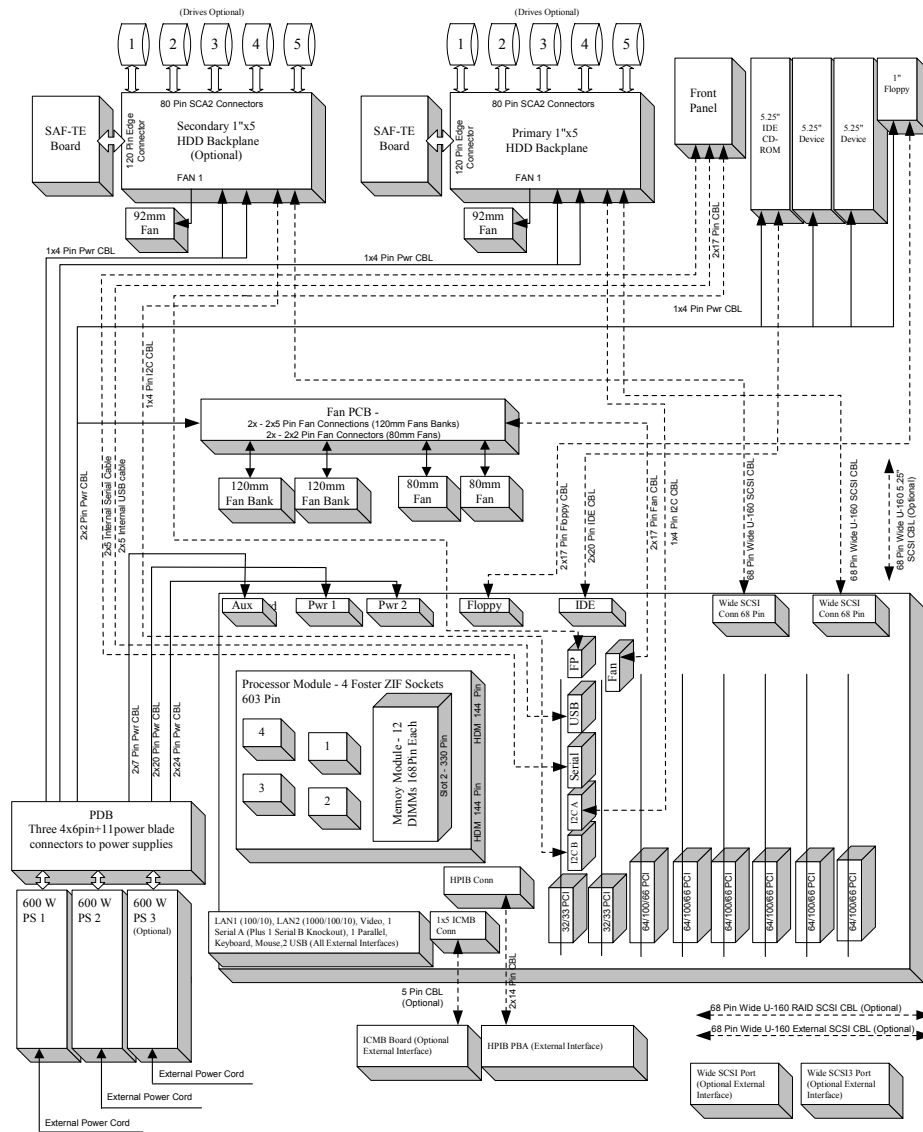 (Drives Optional)
(Drives Optional)
1
2
3
4
5
1
2
3
4
5
80 Pin SCA2 Connectors
SAF-TE
Board
120 Pin Edge
Connector
Secondary 1"x5
HDD Backplane
(Optional)
FAN 1
92mm
Fan
80 Pin SCA2 Connectors
SAF-TE
Board
120 Pin Edge
Connector
Primary 1"x5
HDD Backplane
FAN 1
92mm
Fan
Front
Panel
5.25"
IDE
CD-
ROM
5.25"
Device
5.25"
Device
1"
Floppy
2x17 Pin CBL
1x4 Pin Pwr CBL
1x4 Pin Pwr CBL
1x4 Pin Pwr CBL
1x4 Pin I2C CBL
Fan PCB -
2x - 2x5 Pin Fan Connections (120mm Fans Banks)
2x - 2x2 Pin Fan Connectors (80mm Fans)
120mm
Fan Bank
120mm
Fan Bank
80mm
Fan
80mm
Fan
2x2 Pin Pwr CBL
2x5 Internal Serial Cable
2x5 Internal USB cable
2x17 Pin Floppy CBL
2x20 Pin IDE CBL
2x17 Pin Fan CBL
1x4 Pin I2C CBL
68 Pin Wide U-160 SCSI CBL
68 Pin Wide U-160 SCSI CBL
68 Pin Wide U-160 5.25"
SCSI CBL (Optional)
Aux
Pwr 1
Pwr 2
Floppy
IDE
Wide SCSI
Conn 68 Pin
Wide SCSI
Conn 68 Pin
FP
Fan
USB
Serial
I2C A
I2C B
Processor Module - 4 Foster ZIF Sockets
603 Pin
4
1
3
2
Memoy Module - 12
DIMMs 168Pin Each
Slot 2 - 330 Pin
HDM 144 Pin
HDM 144 Pin
2x7 Pin Pwr CBL
2x20 Pin Pwr CBL
2x24 Pin Pwr CBL
PDB
Three 4x6pin+11power blade
connectors to power supplies
600 W
PS 1
600 W
PS 2
600 W
PS 3
(Optional)
HPIB Conn
32/33 PCI
32/33 PCI
64/100/66 PCI
64/100/66 PCI
64/100/66 PCI
64/100/66 PCI
64/100/66 PCI
64/100/66 PCI
LAN1 (100/10), LAN2 (1000/100/10), Video, 1
Serial A (Plus 1 Serial B Knockout), 1 Parallel,
Keyboard, Mouse,2 USB (All External Interfaces)
1x5 ICMB
Conn
5 Pin CBL
(Optional)
2x14 Pin CBL
ICMB Board (Optional
External Interface)
HPIB PBA (External Interface)
68 Pin Wide U-160 RAID SCSI CBL (Optional)
68 Pin Wide U-160 External SCSI CBL (Optional)
Wide SCSI Port
(Optional External
Interface)
Wide SCSI3 Port
(Optional External
Interface)
External Power Cord
External Power Cord
External Power Cord